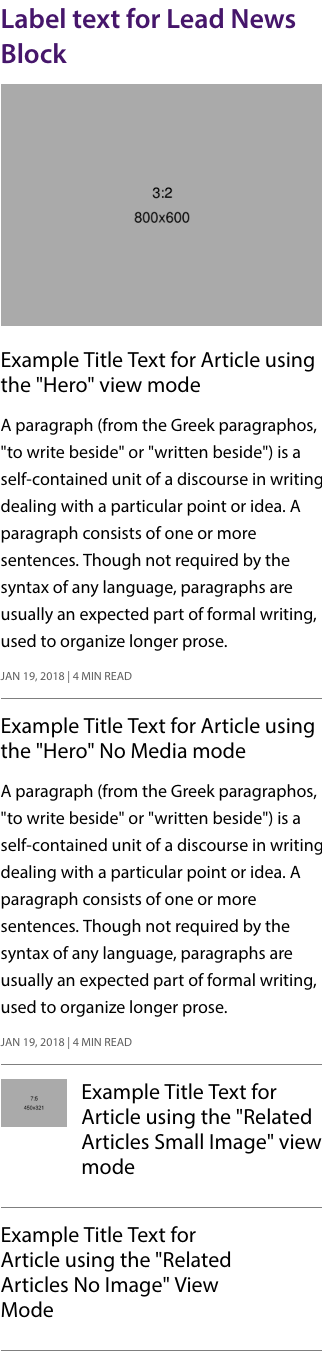 Label text for Lead News
Block
3:2
800x600
Example Title Text for Article using
the "Hero" view mode
A paragraph (from the Greek paragraphos,
"to write beside" or "written beside") is a
self-contained unit of a discourse in writing
dealing with a particular point or idea. A
paragraph consists of one or more
sentences. Though not required by the
syntax of any language, paragraphs are
usually an expected part of formal writing,
used to organize longer prose.
JAN 19, 2018 | 4 MIN READ
Example Title Text for Article using
the "Hero" No Media mode
A paragraph (from the Greek paragraphos,
"to write beside" or "written beside") is a
self-contained unit of a discourse in writing
dealing with a particular point or idea. A
paragraph consists of one or more
sentences. Though not required by the
syntax of any language, paragraphs are
usually an expected part of formal writing,
used to organize longer prose.
JAN 19, 2018 | 4 MIN READ
7:5
450x321
Example Title Text for
Article using the "Related
Articles Small Image" view
mode
Example Title Text for
Article using the "Related
Articles No Image" View
Mode